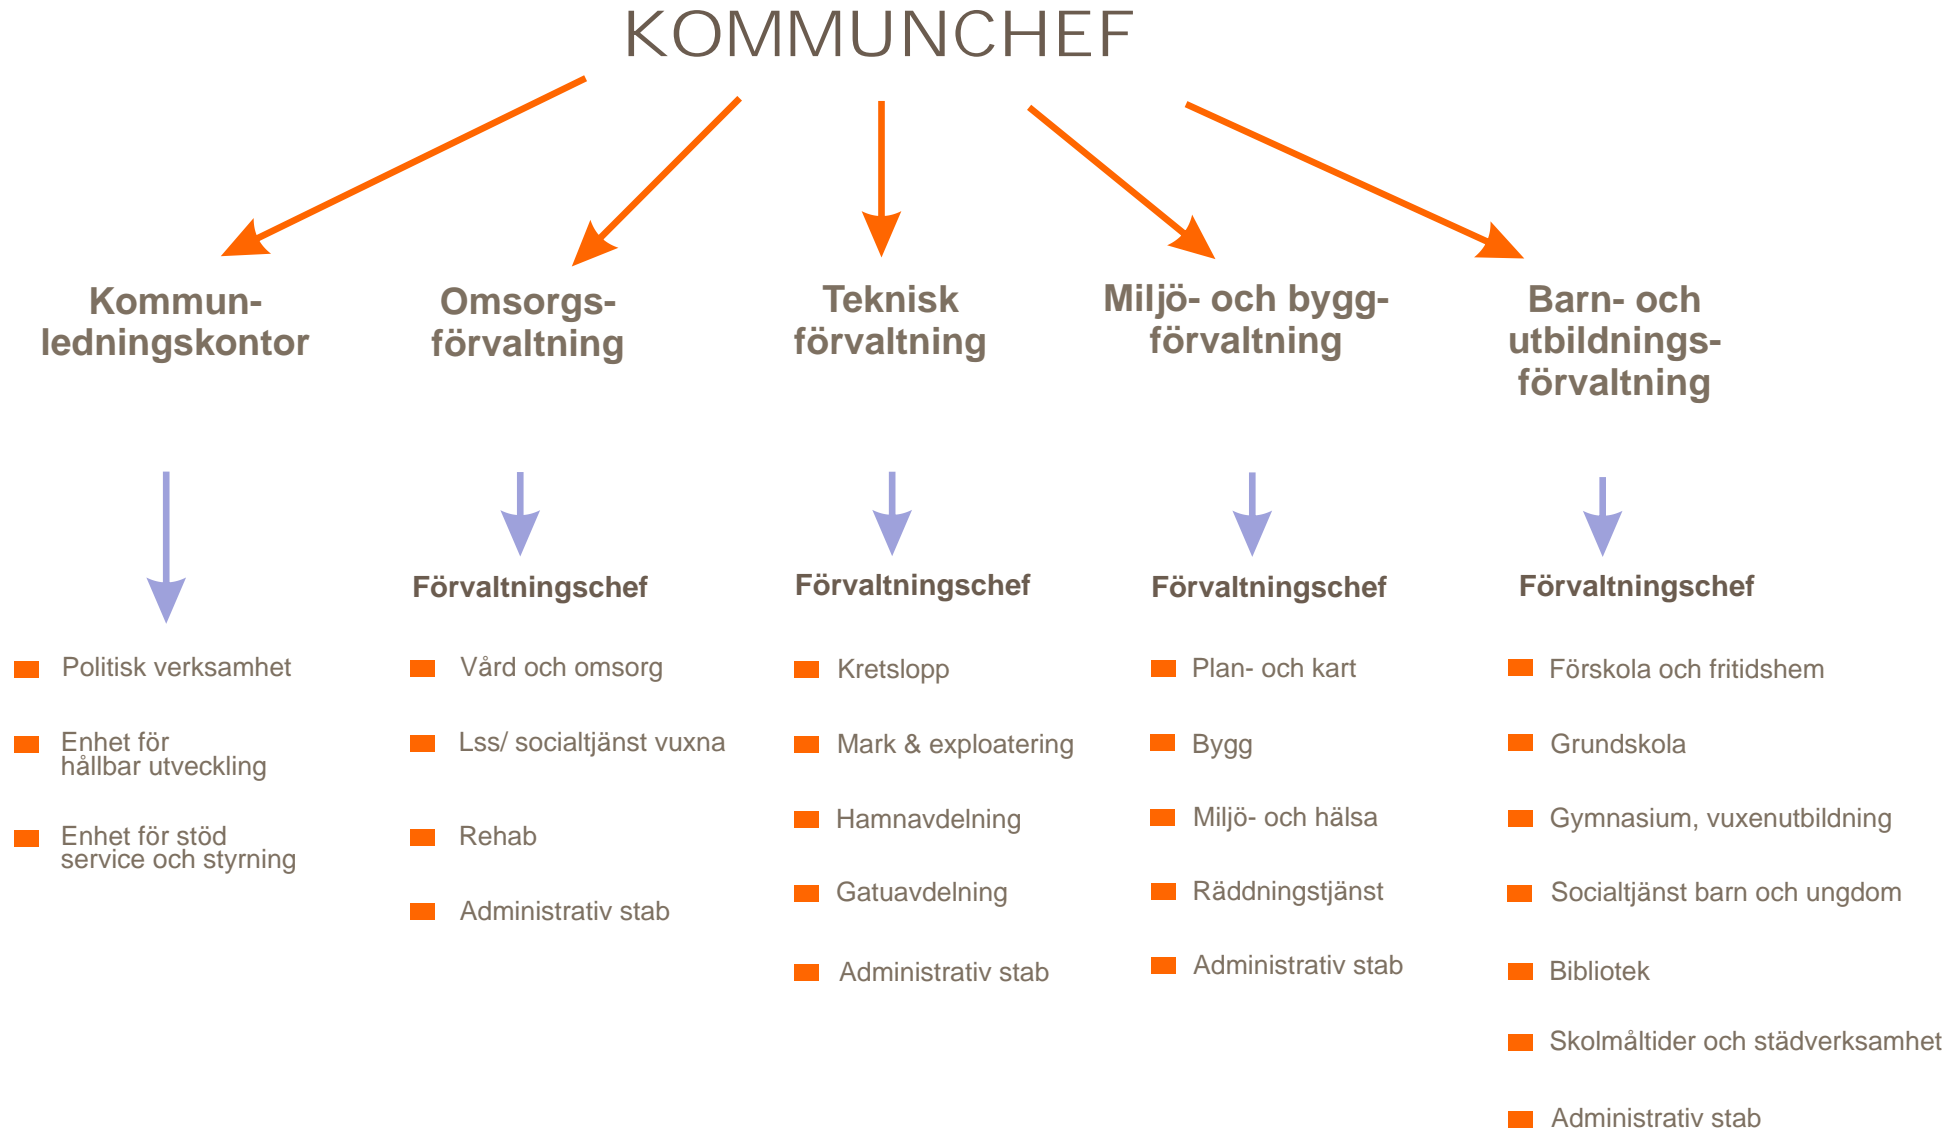 KOMMUNCHEF
Kommun-
ledningskontor
Politisk verksamhet
Enhet för
hållbar utveckling
Enhet för stöd
service och styrning
Omsorgs-
förvaltning
Förvaltningschef
Vård och omsorg
Lss/ socialtjänst vuxna
Rehab
Administrativ stab
Teknisk
förvaltning
Förvaltningschef
Kretslopp
Mark & exploatering
Hamnavdelning
Gatuavdelning
Administrativ stab
Miljö- och bygg-
förvaltning
Förvaltningschef
Plan- och kart
Bygg
Miljö- och hälsa
Räddningstjänst
Administrativ stab
Barn- och
utbildnings-
förvaltning
Förvaltningschef
Förskola och fritidshem
Grundskola
Gymnasium, vuxenutbildning
Socialtjänst barn och ungdom
Bibliotek
Skolmåltider och städverksamhet
Administrativ stab